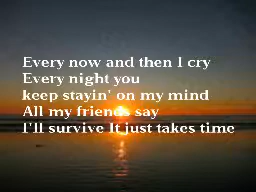 Every now and then I cry
Every night you
keep stayin' on my mind
All my friends say
I'll survive It just takes time